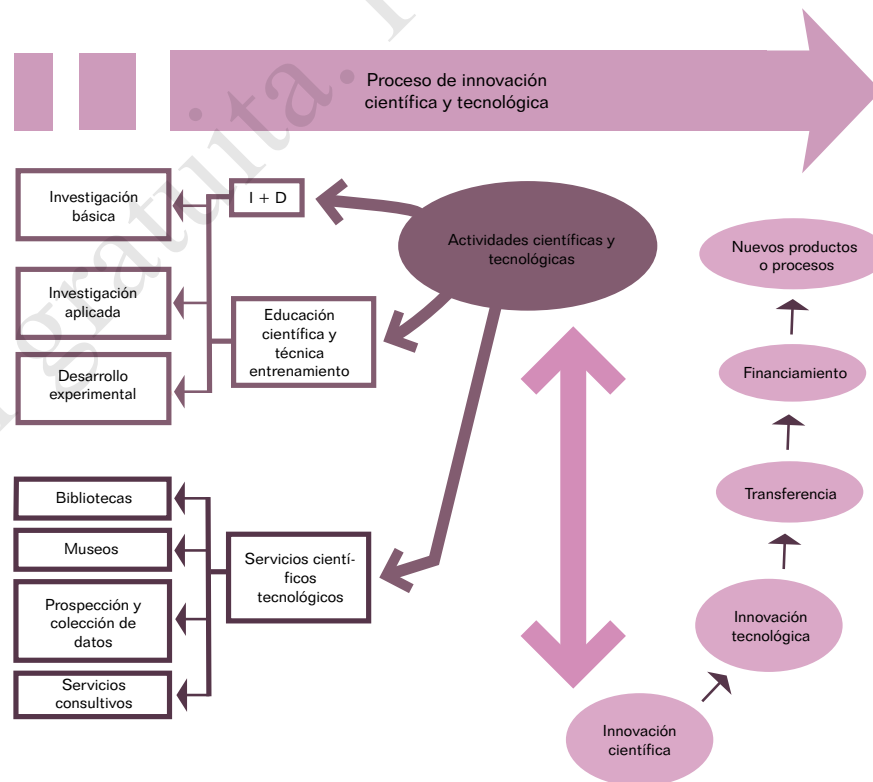 Proceso de innovación
científica y tecnológica
Investigación
básica
I + D
Actividades científicas y
tecnológicas
Nuevos productos
o procesos
Investigación
aplicada
Educación
científica y
técnica
entrenamiento
Desarrollo
experimental
Financiamiento
Transferencia
Bibliotecas
Museos
Servicios cientí-
ficos
tecnológicos
Prospección y
colección de
datos
Servicios
consultivos
Innovación
tecnológica
Innovación
científica
gratuita.